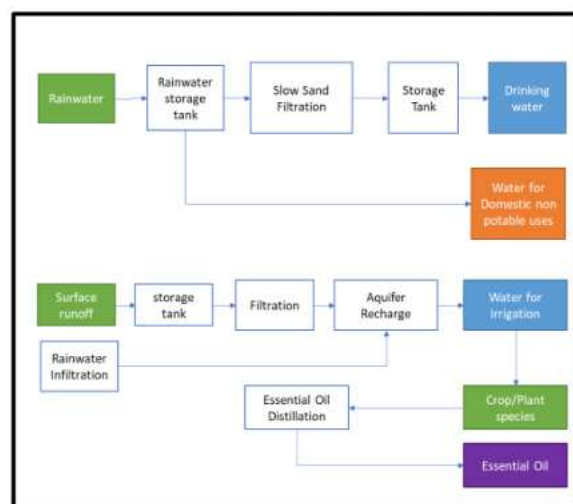 Rainwater
Rainwater
storage
tank
Slow Sand
Filtration
Storage
Tank
Drinking
water
Water for
Domestic non
potable uses
Surface
runoff
storage
tank
Filtration
Aquifer
Recharge
Water for
irrigation
Rainwater
Infiltration
Essential Oil
Distillation
Crop/Plant
species
Essential Oil